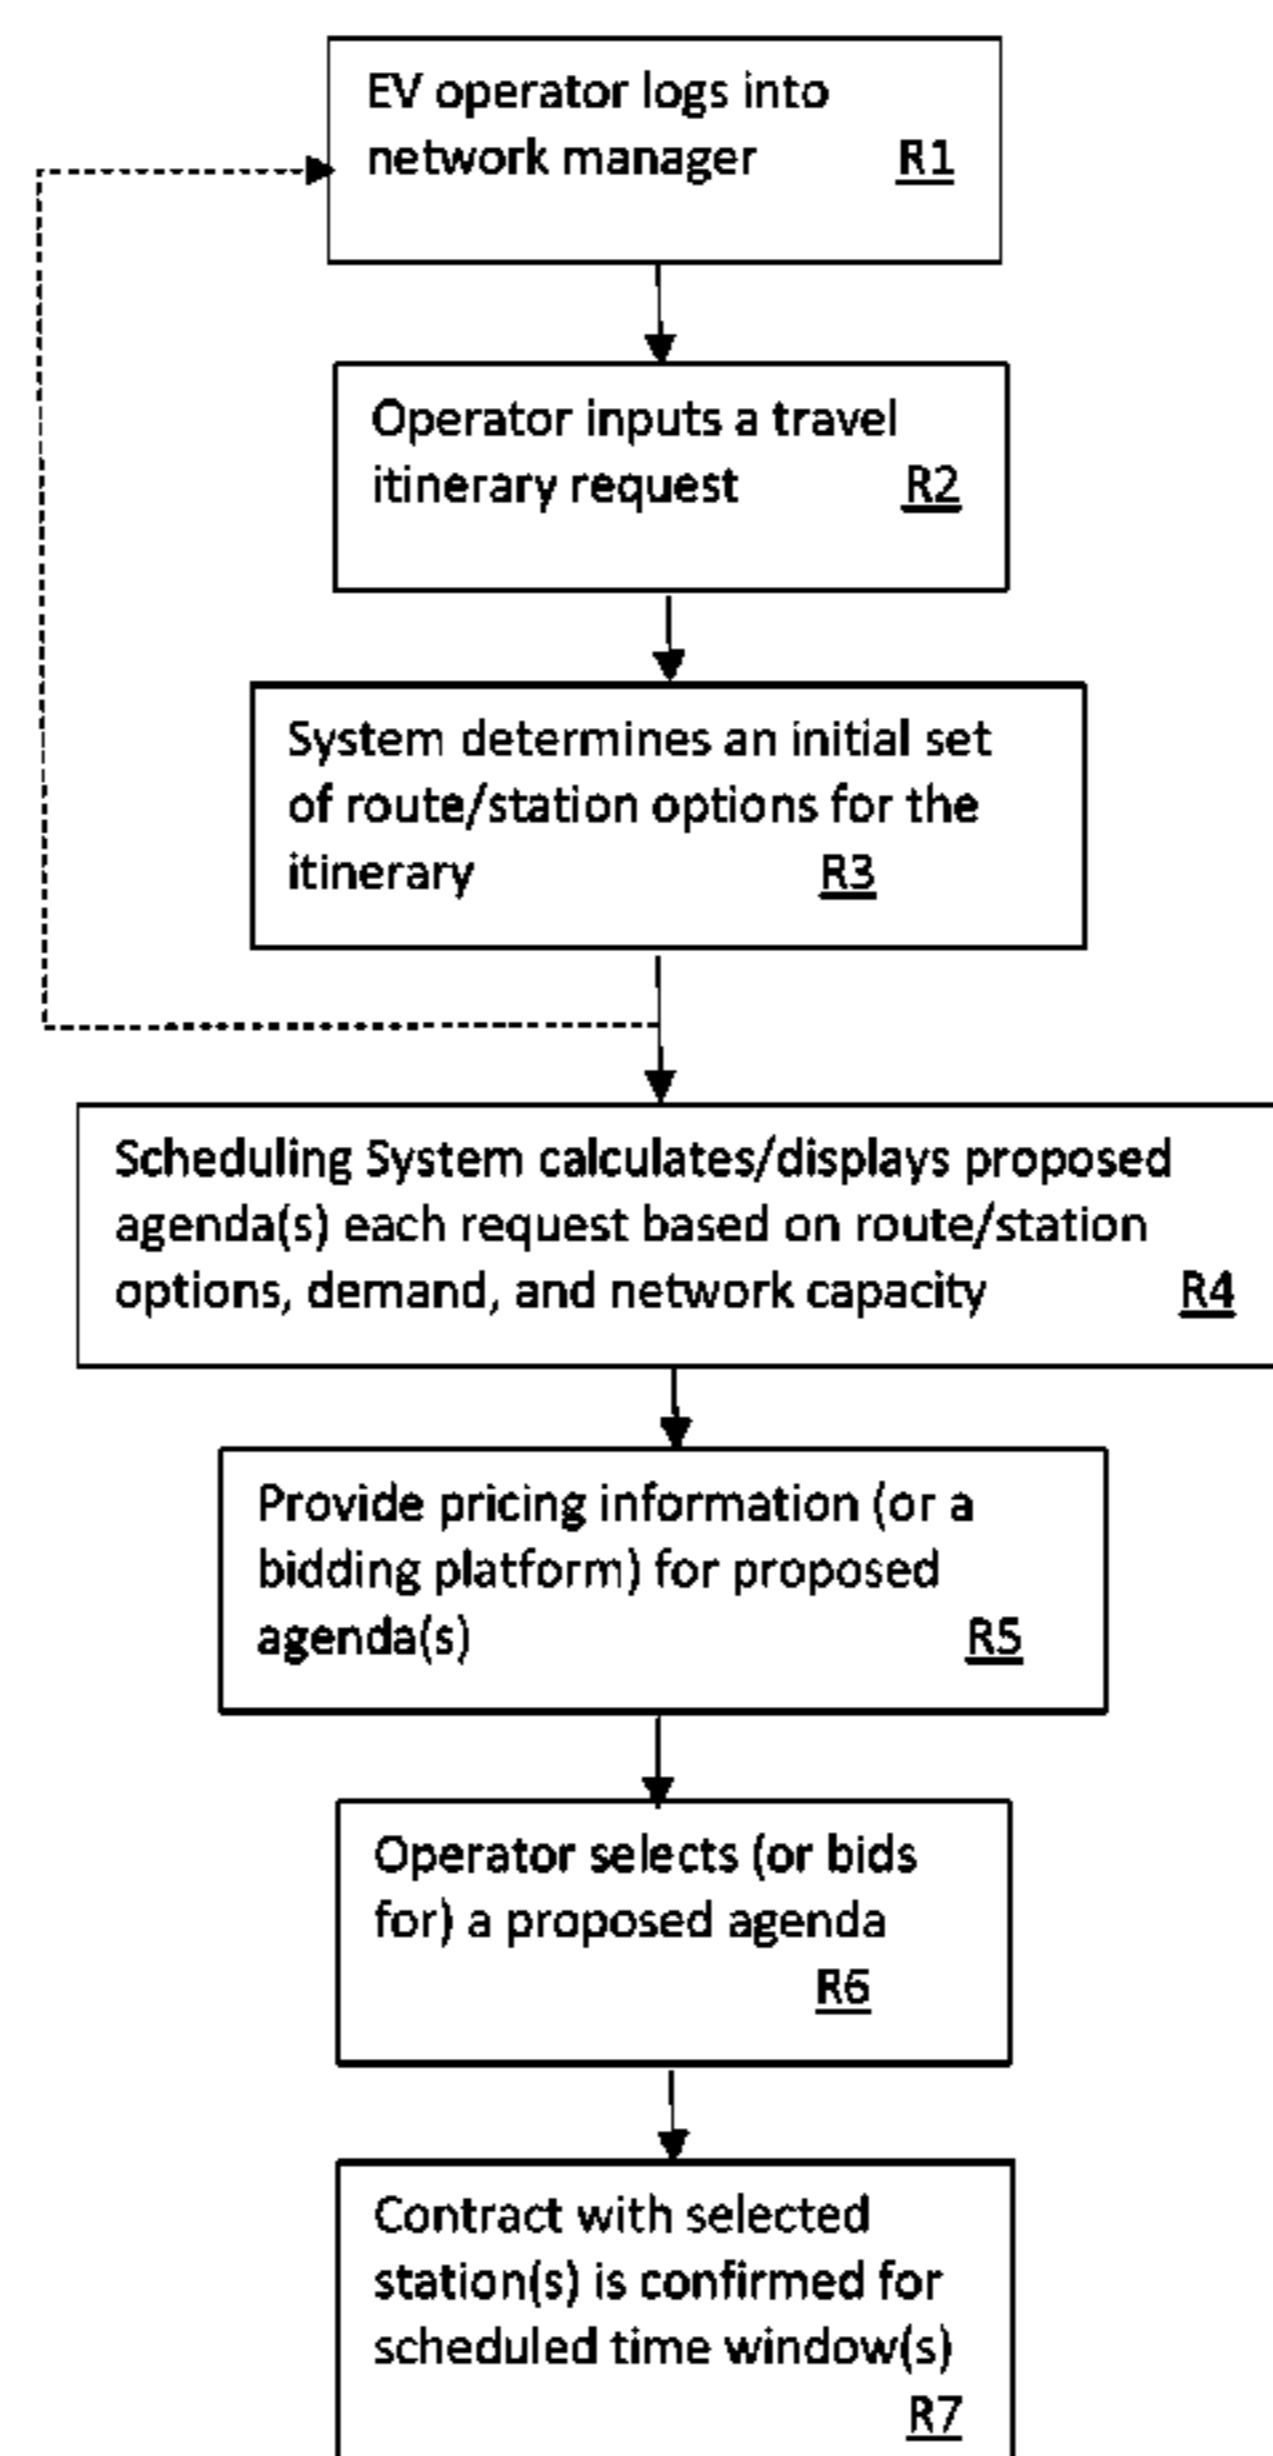 EV operator logs into
network manager R1
Operator inputs a travel
itinerary request R2
System determines an initial set
of route/station options for the
itinerary R3
Scheduling System calculates/displays proposed
agenda(s) each request based on route/station
options, demand, and network capacity R4
Provide pricing information (or a
bidding platform) for proposed
agenda(s) R5
Operator selects (or bids
for) a proposed agenda
R6
Contract with selected
station(s) is confirmed for
scheduled time window(s)
R7